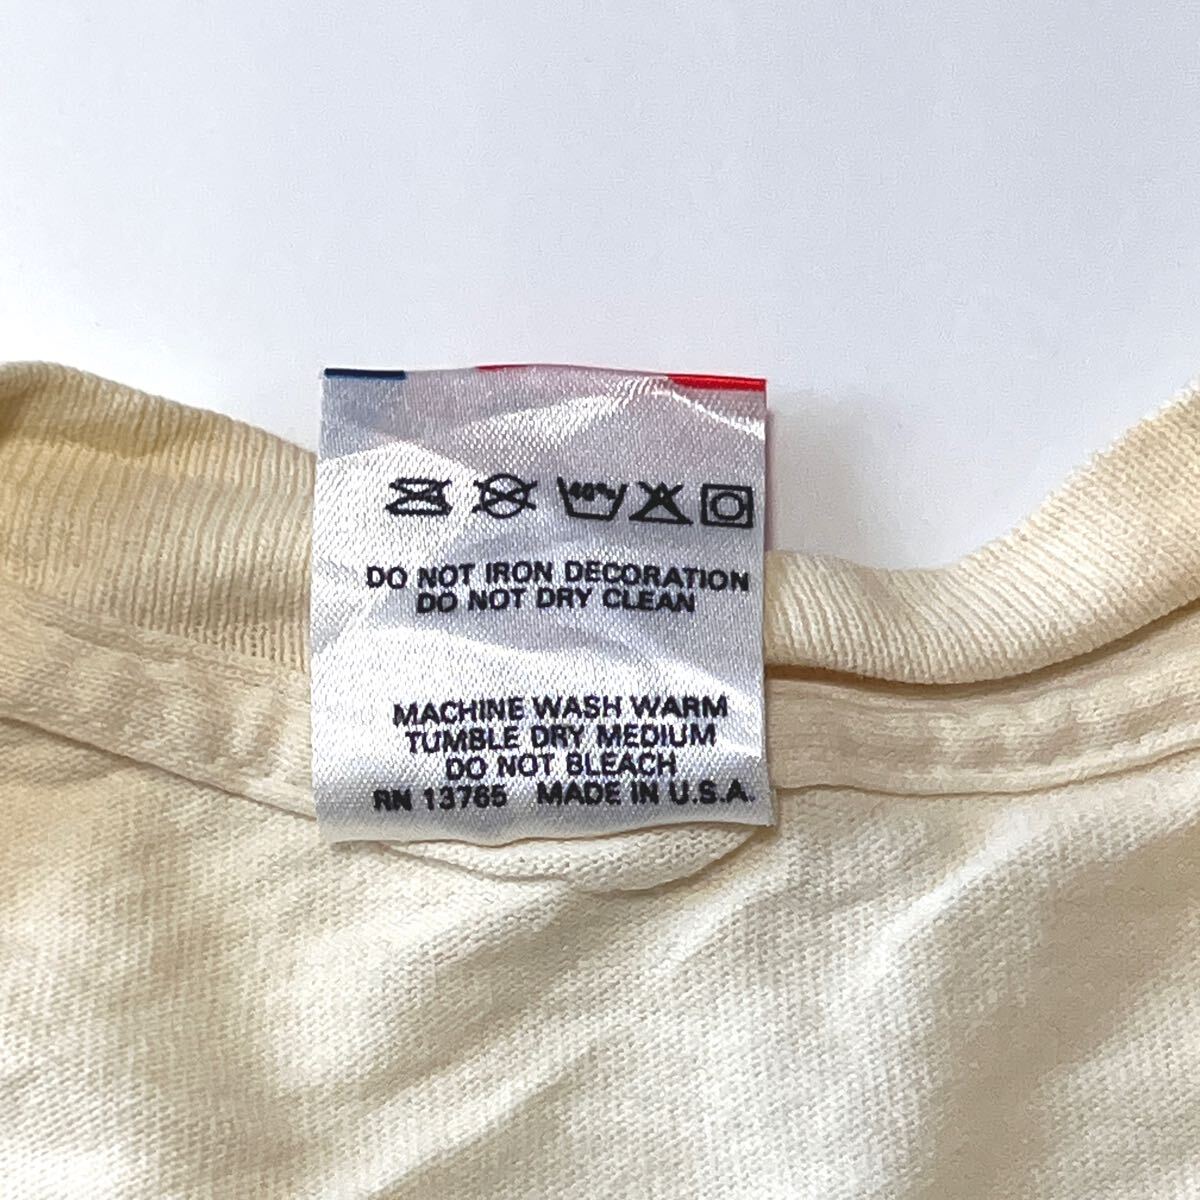 40°c
DO NOT IRON DECORATION
DO NOT DRY CLEAN
MACHINE WASH WARM
TUMBLE DRY MEDIUM
DO NOT BLEACH
RN 13765 MADE IN U.S.A.